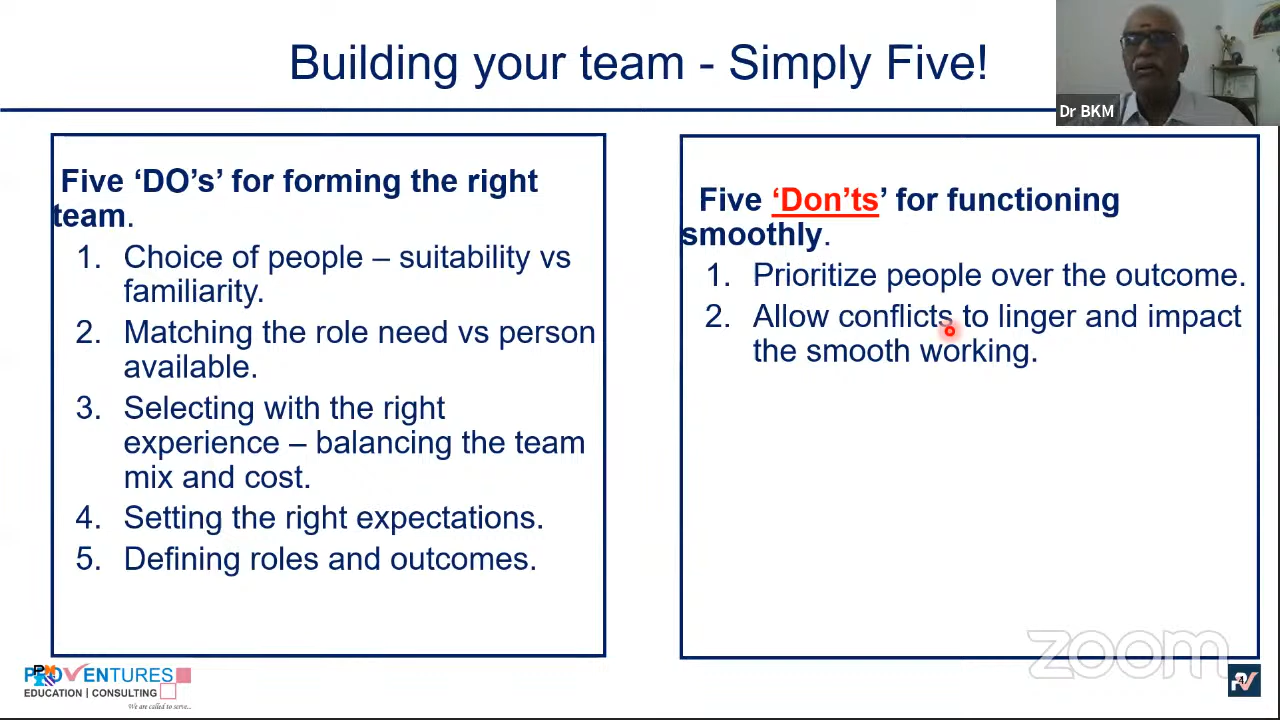 Building your team - Simply Five!
Dr BKM
Five ‘DO’s’ for forming the right
team.
1. Choice of people – suitability vs
familiarity.
2. Matching the role need vs person
available.
3. Selecting with the right
experience – balancing the team
mix and cost.
4. Setting the right expectations.
5. Defining roles and outcomes.
Five ‘Don’ts’ for functioning
smoothly.
1. Prioritize people over the outcome.
2. Allow conflicts to linger and impact
the smooth working.
zoom
PROVENTURES
EDUCATION | CONSULTING
We are called to serve...